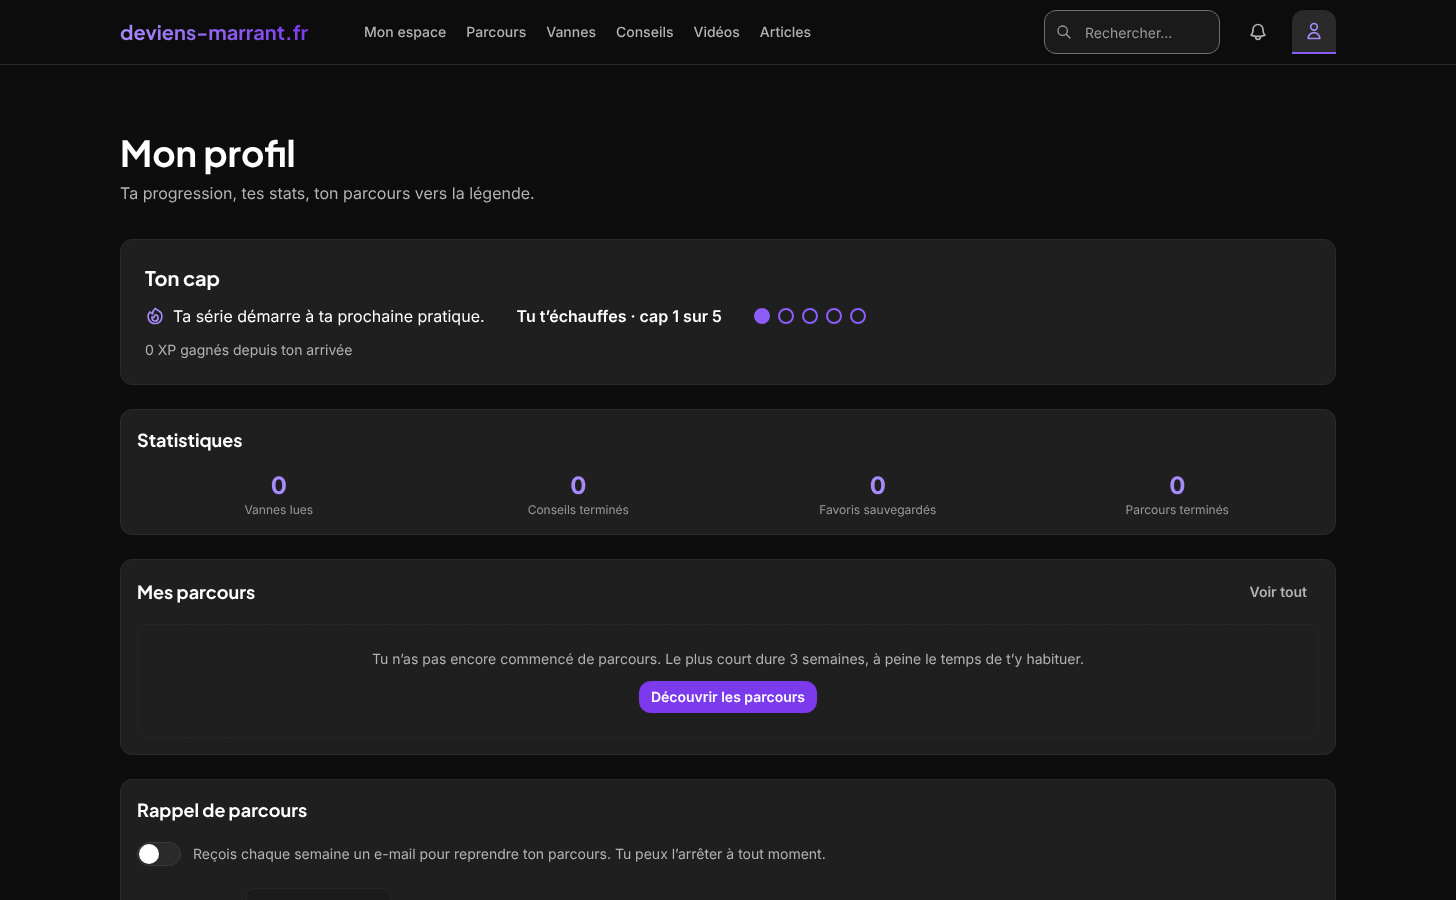 deviens-marrant.fr
Mon espace
Parcours
Vannes
Conseils
Vidéos
Articles
Rechercher...
Mon profil
Ta progression, tes stats, ton parcours vers la légende.
Ton cap
Ta série démarre à ta prochaine pratique.
Tu t’échauffes · cap 1 sur 5
0 XP gagnés depuis ton arrivée
Statistiques
0
Vannes lues
0
Conseils terminés
0
Favoris sauvegardés
0
Parcours terminés
Mes parcours
Voir tout
Tu n’as pas encore commencé de parcours. Le plus court dure 3 semaines, à peine le temps de t’y habituer.
Découvrir les parcours
Rappel de parcours
Reçois chaque semaine un e-mail pour reprendre ton parcours. Tu peux l’arrêter à tout moment.